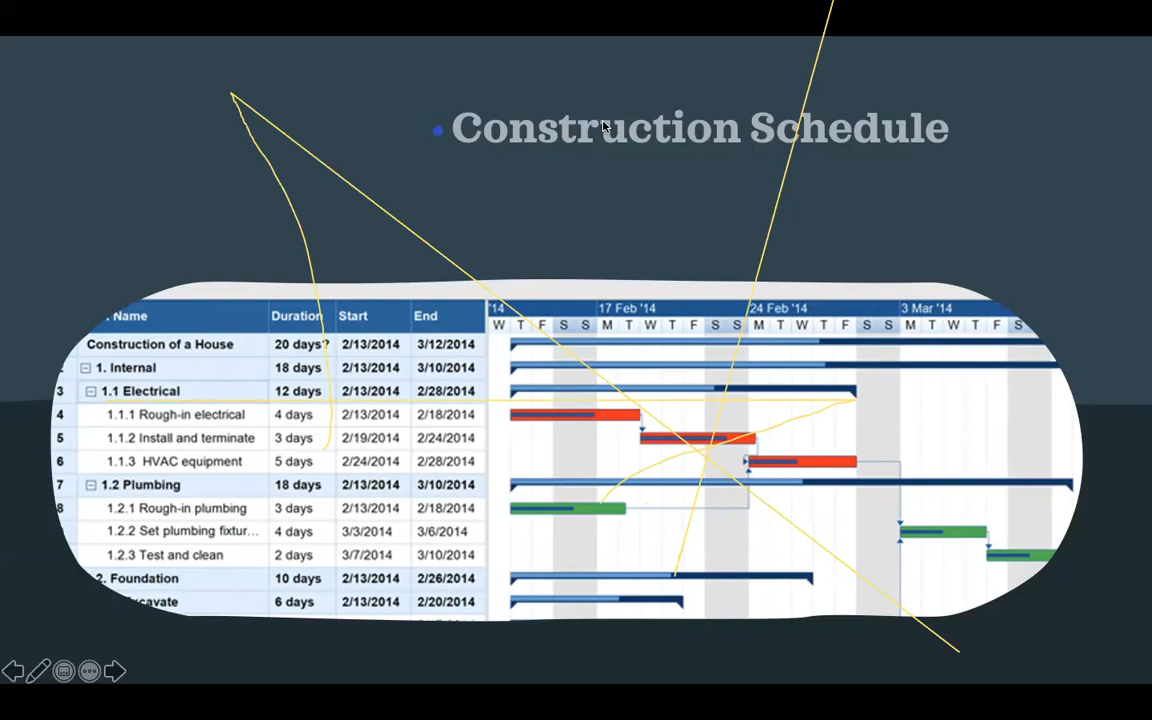 Construction Schedule
Name Duration Start End '14 17 Feb '14 24 Feb '14 3 Mar '14
W T F S S M T W T F S S M T W T F S S M T W T F S
Construction of a House 20 days? 2/13/2014 3/12/2014
1. Internal 18 days 2/13/2014 3/10/2014
3 1.1 Electrical 12 days 2/13/2014 2/28/2014
4 1.1.1 Rough-in electrical 4 days 2/13/2014 2/18/2014
5 1.1.2 Install and terminate 3 days 2/19/2014 2/24/2014
6 1.1.3 HVAC equipment 5 days 2/24/2014 2/28/2014
7 1.2 Plumbing 18 days 2/13/2014 3/10/2014
8 1.2.1 Rough-in plumbing 3 days 2/13/2014 2/18/2014
1.2.2 Set plumbing fixtur... 4 days 3/3/2014 3/6/2014
1.2.3 Test and clean 2 days 3/7/2014 3/10/2014
2. Foundation 10 days 2/13/2014 2/26/2014
6 days 2/13/2014 2/20/2014